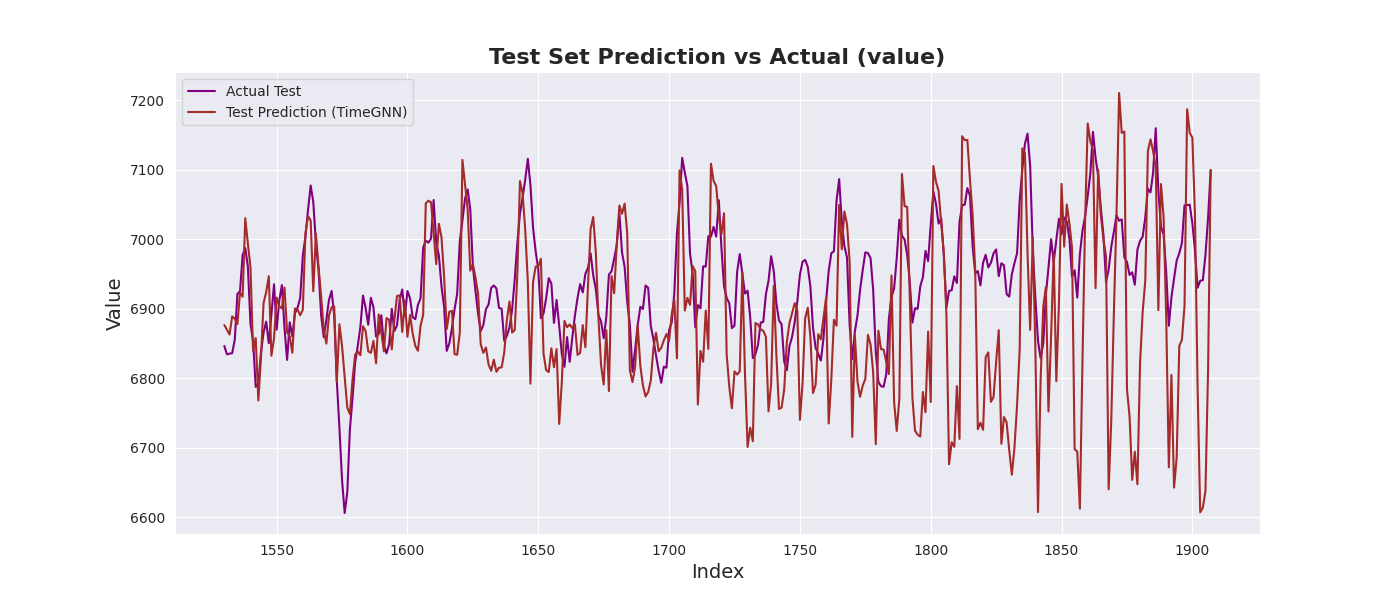 Test Set Prediction vs Actual (value)
Actual Test
Test Prediction (TimeGNN)
Value
7200
7100
7000
6900
6800
6700
6600
1550 1600 1650 1700 1750 1800 1850 1900
Index